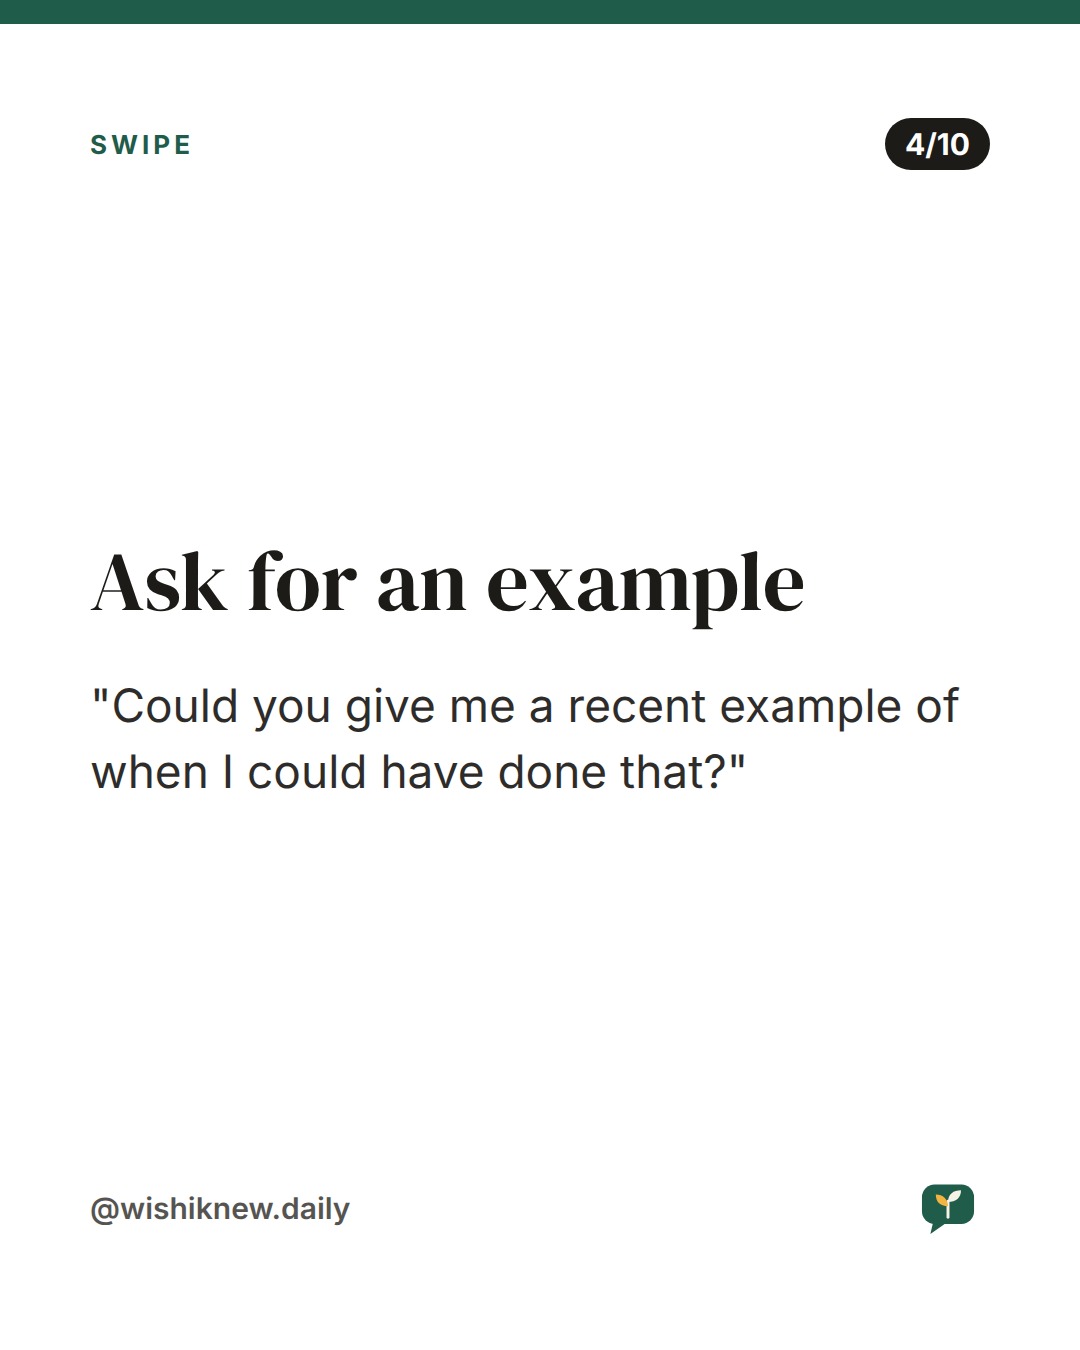 SWIPE
4/10
Ask for an example
"Could you give me a recent example of
when I could have done that?"
@wishiknew.daily